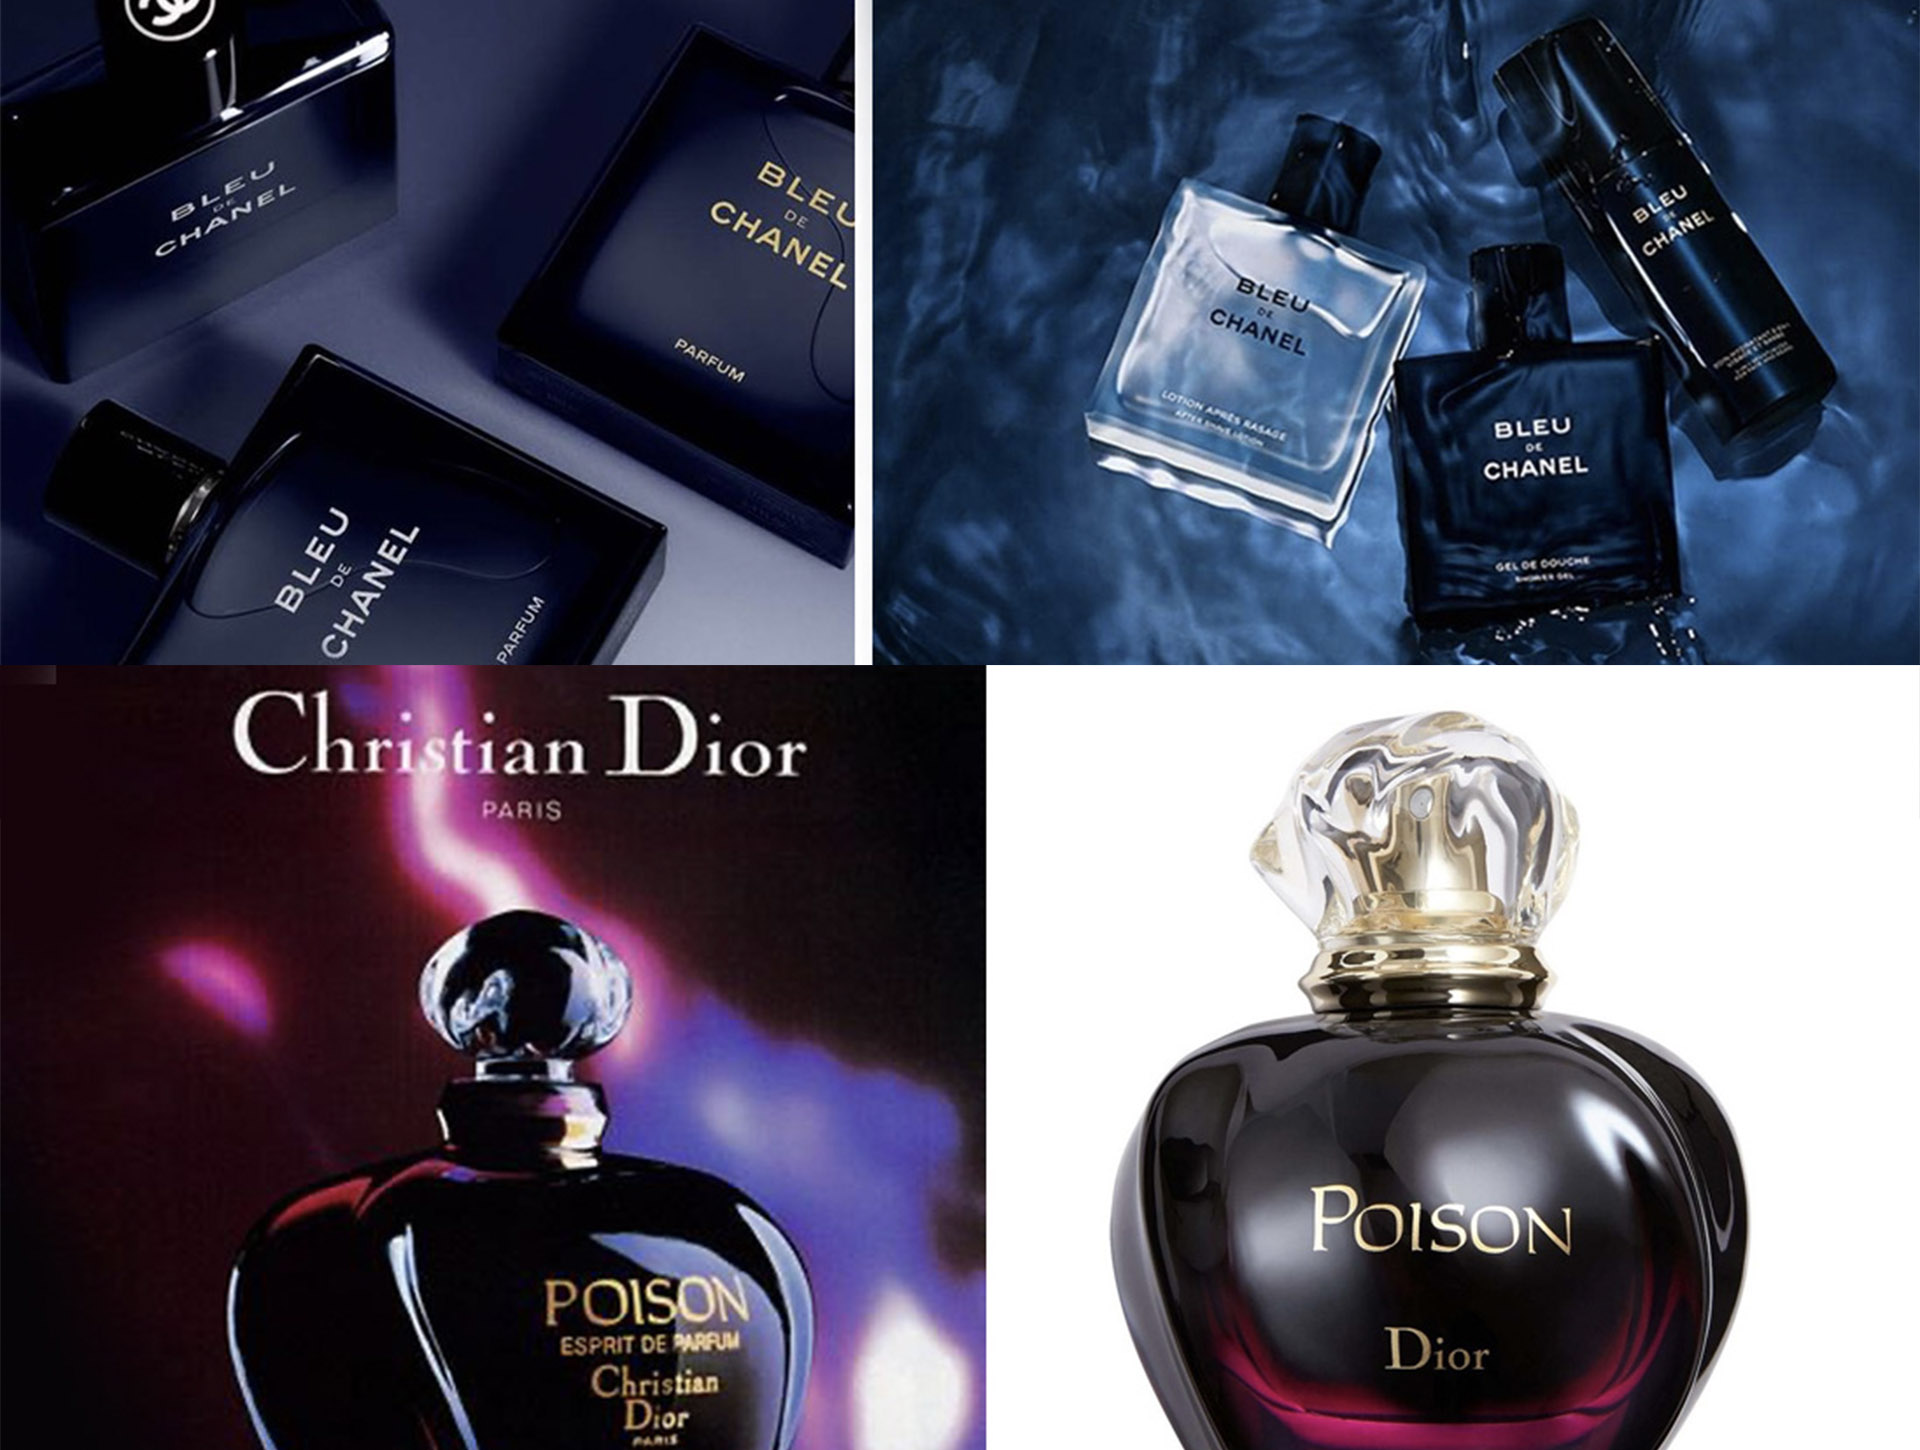 BLEU
DE
CHANEL
BLEU
DE
CHANEL
PARFUM
BLEU
DE
CHANEL
PARFUM
BLEU
DE
CHANEL
LOTION APRÈS RASAGE
AFTER SHAVE LOTION
BLEU
DE
CHANEL
GEL DE DOUCHE
SHOWER GEL
BLEU
DE
CHANEL
Christian Dior
PARIS
POISON
ESPRIT DE PARFUM
Christian
Dior
PARIS
POISON
Dior